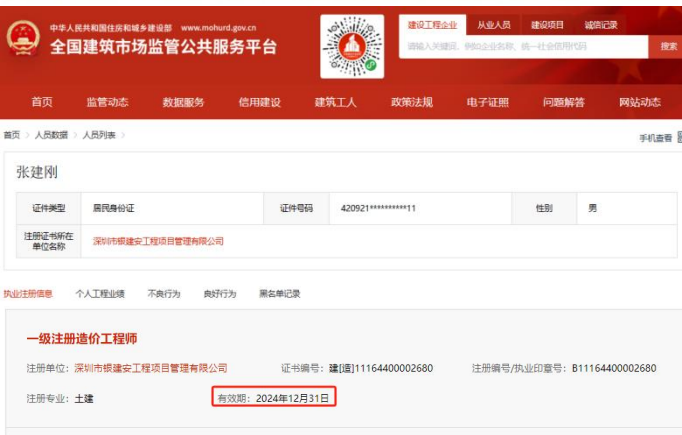 中华人民共和国住房和城乡建设部 www.mohurd.gov.cn
全国建筑市场监管公共服务平台
建设工程企业 从业人员 建设项目 诚信记录
请输入关键词，例如企业名称、统一社会信用代码 搜索
首页 监管动态 数据服务 信用建设 建筑工人 政策法规 电子证照 问题解答 网站动态
首页 > 人员数据 > 人员列表 >
手机查看
张建刚
证件类型 居民身份证 证件号码 420921**********11 性别 男
注册证书所在
单位名称
深圳市银建安工程项目管理有限公司
执业注册信息 个人工程业绩 不良行为 良好行为 黑名单记录
一级注册造价工程师
注册单位：深圳市银建安工程项目管理有限公司 证书编号：建[造]11164400002680 注册编号/执业印章号：B11164400002680
注册专业：土建 有效期：2024年12月31日